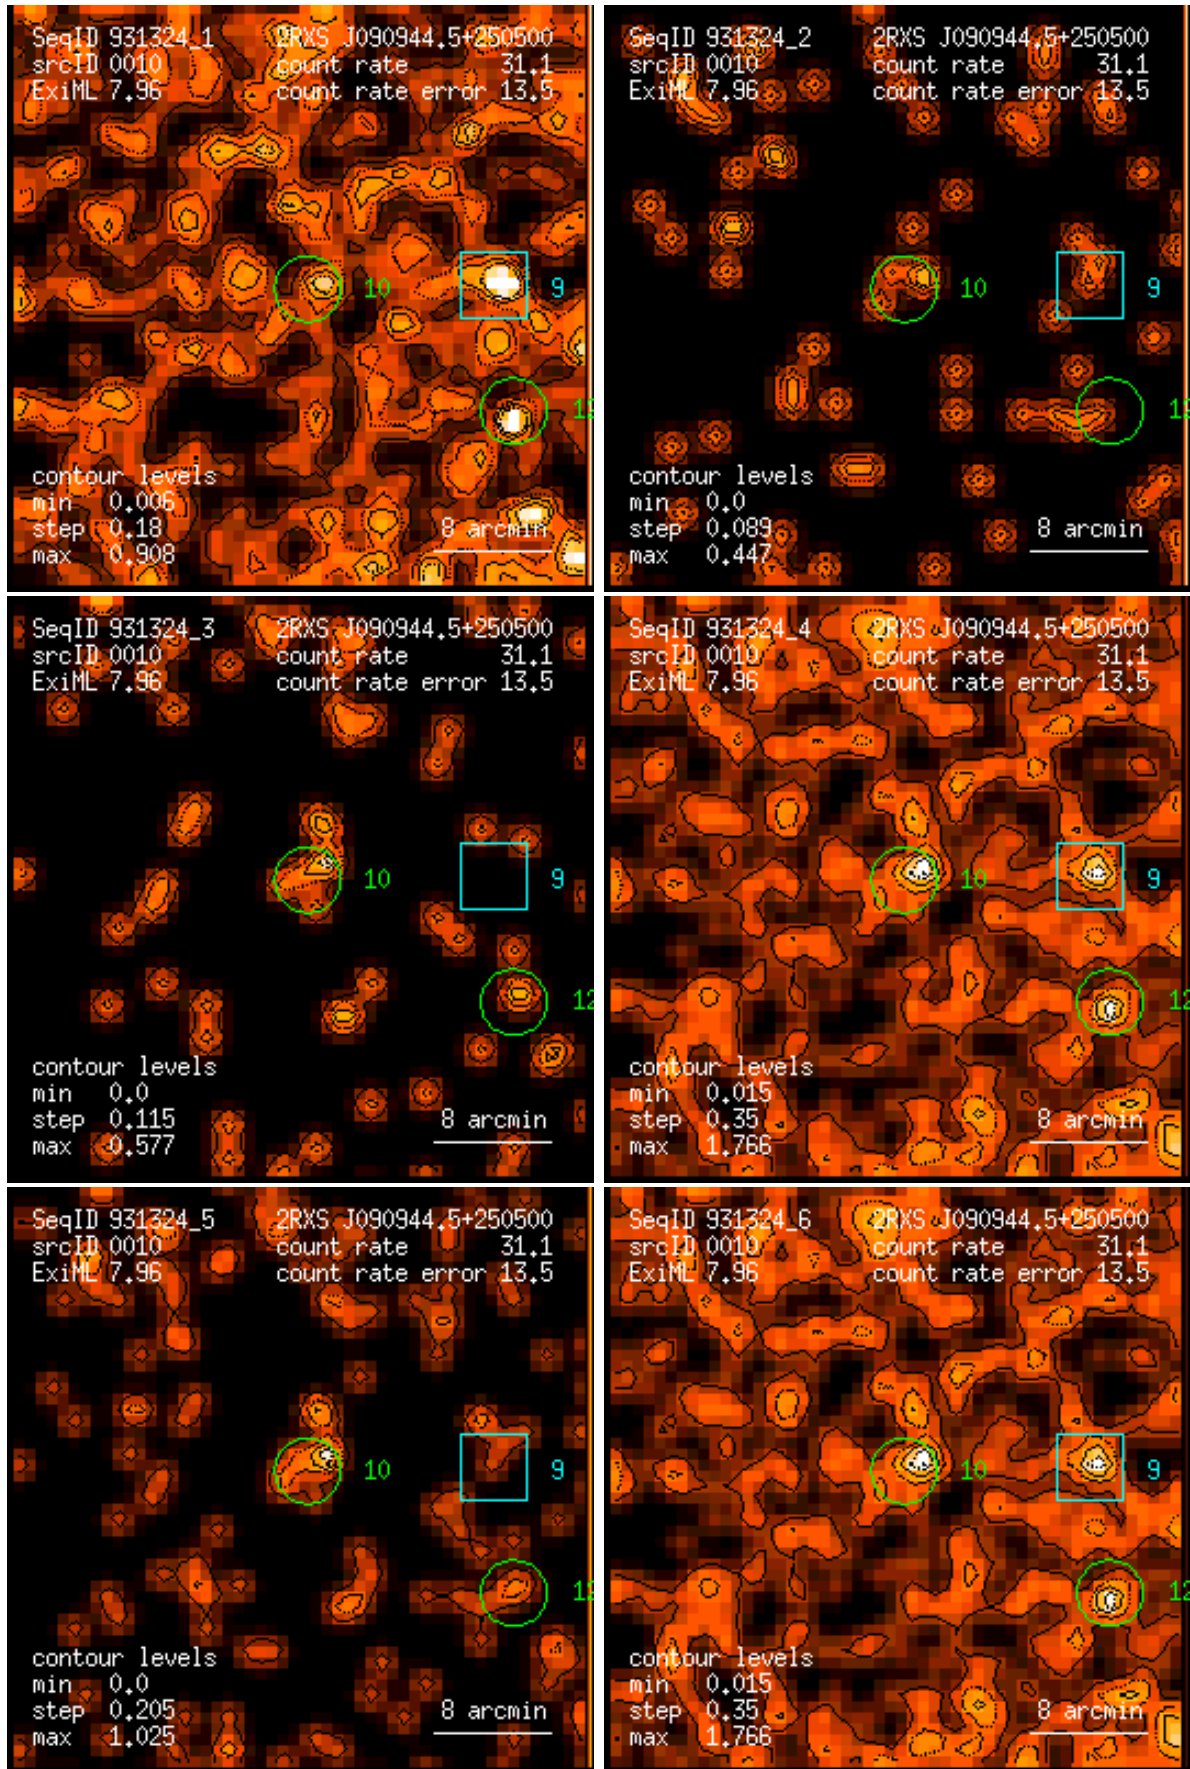 SeqID 931324_1 2RXS J090944.5+250500
srcID 0010 count rate 31.1
ExiML 7.96 count rate error 13.5
10
9
12
contour levels
min 0.006
step 0.18
max 0.908
8 arcmin
SeqID 931324_2 2RXS J090944.5+250500
srcID 0010 count rate 31.1
ExiML 7.96 count rate error 13.5
10
9
12
contour levels
min 0.0
step 0.089
max 0.447
8 arcmin
SeqID 931324_3 2RXS J090944.5+250500
srcID 0010 count rate 31.1
ExiML 7.96 count rate error 13.5
10
9
12
contour levels
min 0.0
step 0.115
max 0.577
8 arcmin
SeqID 931324_4 2RXS J090944.5+250500
srcID 0010 count rate 31.1
ExiML 7.96 count rate error 13.5
10
9
12
contour levels
min 0.015
step 0.35
max 1.766
8 arcmin
SeqID 931324_5 2RXS J090944.5+250500
srcID 0010 count rate 31.1
ExiML 7.96 count rate error 13.5
10
9
12
contour levels
min 0.0
step 0.205
max 1.025
8 arcmin
SeqID 931324_6 2RXS J090944.5+250500
srcID 0010 count rate 31.1
ExiML 7.96 count rate error 13.5
10
9
12
contour levels
min 0.015
step 0.35
max 1.766
8 arcmin